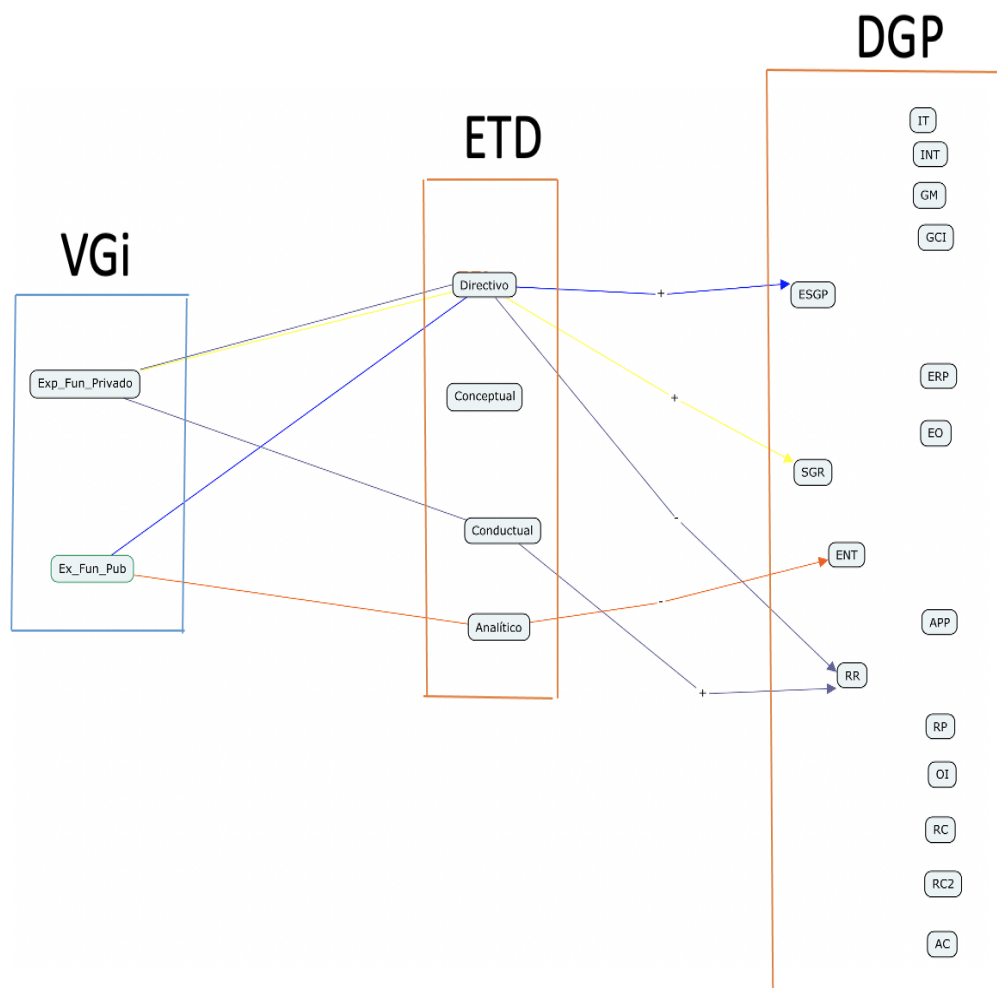 DGP
ETD
VGi
IT
INT
GM
GCI
Directivo
+
ESGP
Exp_Fun_Privado
ERP
Conceptual
+
EO
SGR
-
Conductual
ENT
Ex_Fun_Pub
-
Analítico
APP
RR
+
RP
OI
RC
RC2
AC